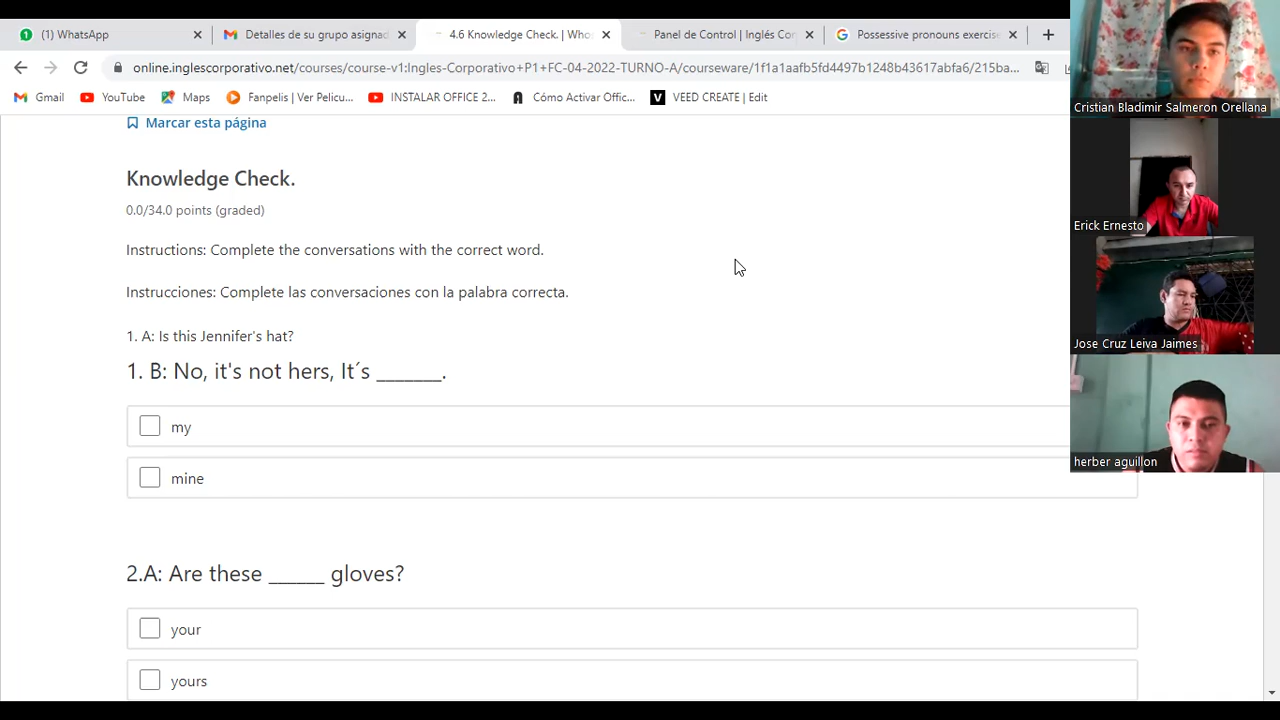 (1) WhatsApp
Detalles de su grupo asignad
4.6 Knowledge Check. | Who
Panel de Control | Inglés Cor
Possessive pronouns exercise
online.inglescorporativo.net/courses/course-v1:Ingles-Corporativo+P1+FC-04-2022-TURNO-A/courseware/1f1a1aafb5fd4497b1248b43617abfa6/215ba...
Gmail
YouTube
Maps
Fanpelis | Ver Pelicu...
INSTALAR OFFICE 2...
Cómo Activar Offic...
VEED CREATE | Edit
Marcar esta página
Knowledge Check.
0.0/34.0 points (graded)
Instructions: Complete the conversations with the correct word.
Instrucciones: Complete las conversaciones con la palabra correcta.
1. A: Is this Jennifer's hat?
1. B: No, it's not hers, It´s _______.
my
mine
2.A: Are these ______ gloves?
your
yours
Cristian Bladimir Salmeron Orellana
Erick Ernesto
Jose Cruz Leiva Jaimes
herber aguillon